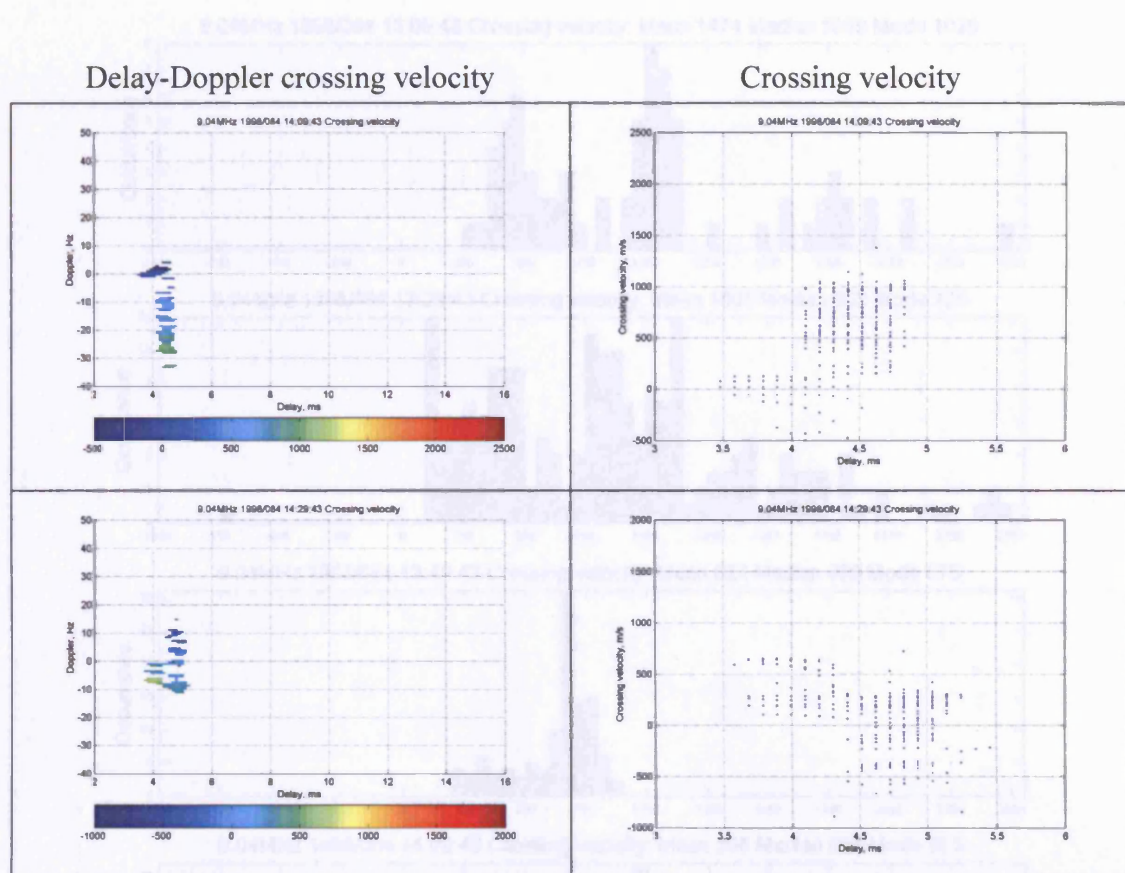 Delay-Doppler crossing velocity
Crossing velocity
9.04MHz 1998/084 14:09:43 Crossing velocity
50
40
30
20
10
0
-10
-20
-30
-40
Doppler, Hz
2 4 6 8 10 12 14 16
Delay, ms
-500 0 500 1000 1500 2000 2500
9.04MHz 1998/084 14:09:43 Crossing velocity
2500
2000
1500
1000
500
0
-500
Crossing velocity, m/s
3 3.5 4 4.5 5 5.5 6
Delay, ms
9.04MHz 1998/084 14:29:43 Crossing velocity
50
40
30
20
10
0
-10
-20
-30
-40
Doppler, Hz
2 4 6 8 10 12 14 16
Delay, ms
-1000 -500 0 500 1000 1500 2000
9.04MHz 1998/084 14:29:43 Crossing velocity
2000
1500
1000
500
0
-500
-1000
Crossing velocity, m/s
3 3.5 4 4.5 5 5.5 6
Delay, ms